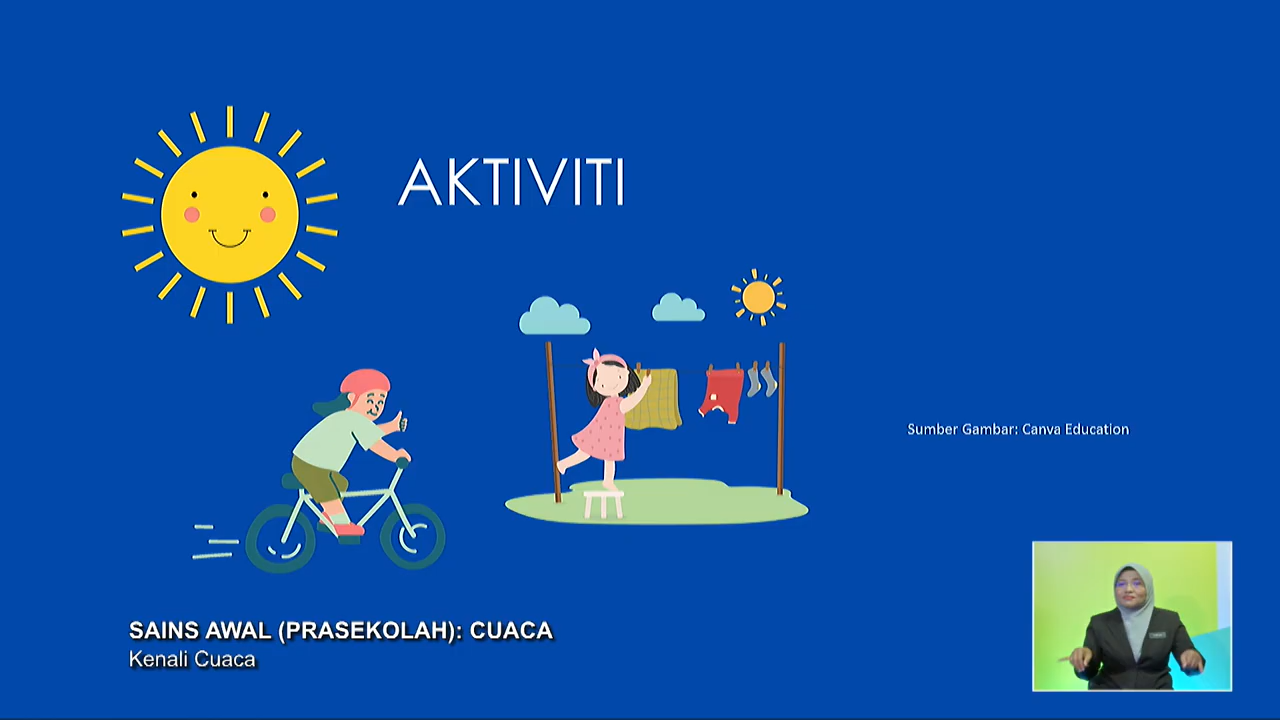 AKTIVITI
Sumber Gambar: Canva Education
SAINS AWAL (PRASEKOLAH): CUACA
Kenali Cuaca